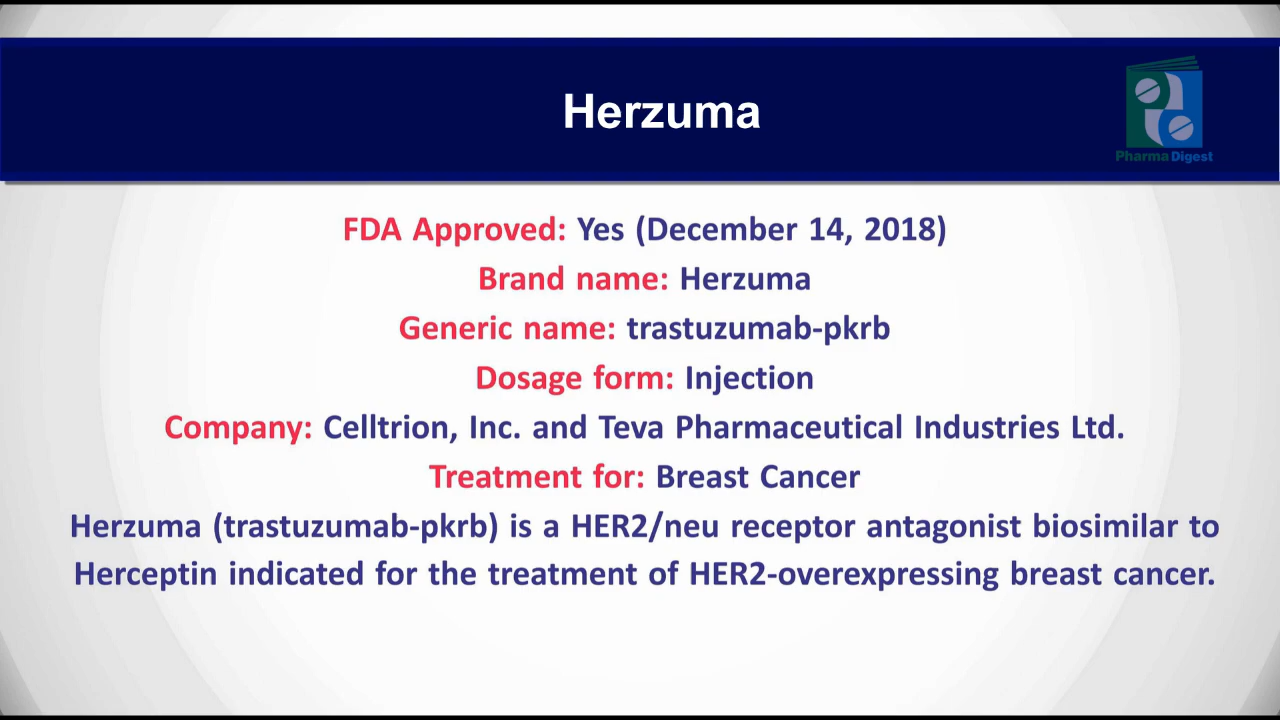 Herzuma
Pharma Digest
FDA Approved: Yes (December 14, 2018)
Brand name: Herzuma
Generic name: trastuzumab-pkrb
Dosage form: Injection
Company: Celltrion, Inc. and Teva Pharmaceutical Industries Ltd.
Treatment for: Breast Cancer
Herzuma (trastuzumab-pkrb) is a HER2/neu receptor antagonist biosimilar to
Herceptin indicated for the treatment of HER2-overexpressing breast cancer.